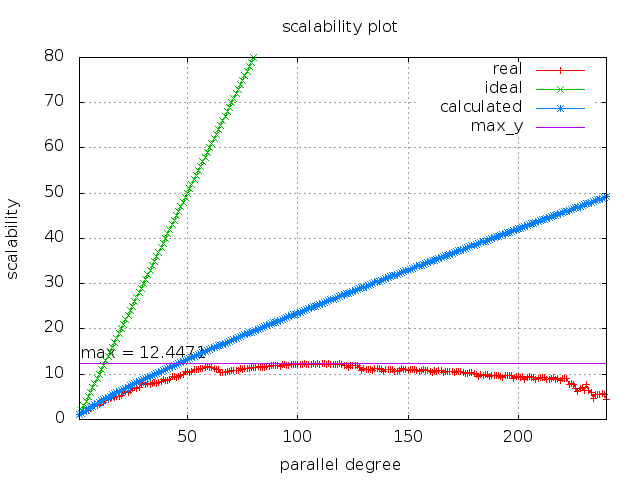 scalability plot
80
70
60
50
40
30
20
10
0
scalability
real
ideal
calculated
max_y
max = 12.4471
50
100
150
200
parallel degree